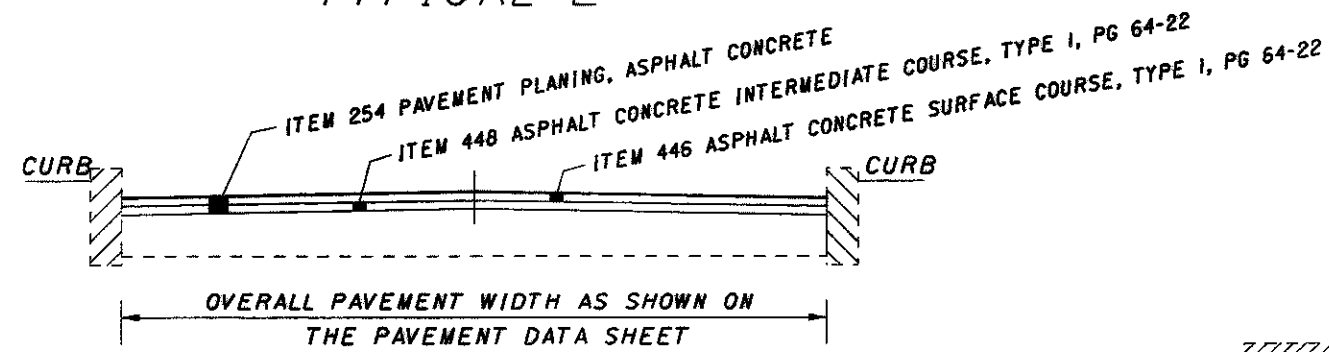 ITEM 254 PAVEMENT PLANING, ASPHALT CONCRETE
ITEM 448 ASPHALT CONCRETE INTERMEDIATE COURSE, TYPE 1, PG 64-22
ITEM 446 ASPHALT CONCRETE SURFACE COURSE, TYPE 1, PG 64-22
CURB
CURB
OVERALL PAVEMENT WIDTH AS SHOWN ON
THE PAVEMENT DATA SHEET